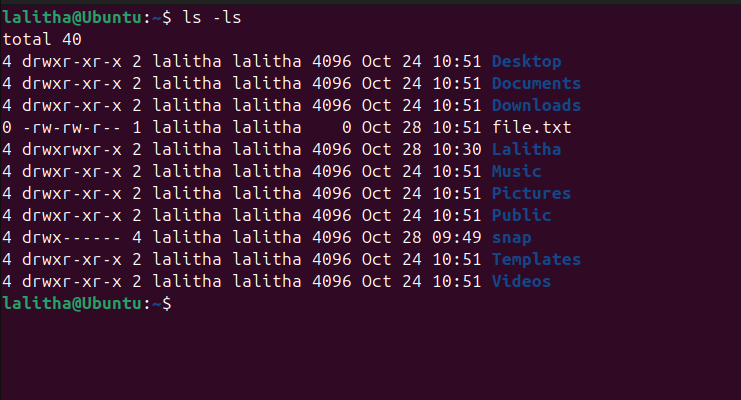 lalitha@Ubuntu:~$ ls -ls
total 40
4 drwxr-xr-x 2 lalitha lalitha 4096 Oct 24 10:51 Desktop
4 drwxr-xr-x 2 lalitha lalitha 4096 Oct 24 10:51 Documents
4 drwxr-xr-x 2 lalitha lalitha 4096 Oct 24 10:51 Downloads
0 -rw-rw-r-- 1 lalitha lalitha    0 Oct 28 10:51 file.txt
4 drwxrwxr-x 2 lalitha lalitha 4096 Oct 28 10:30 Lalitha
4 drwxr-xr-x 2 lalitha lalitha 4096 Oct 24 10:51 Music
4 drwxr-xr-x 2 lalitha lalitha 4096 Oct 24 10:51 Pictures
4 drwxr-xr-x 2 lalitha lalitha 4096 Oct 24 10:51 Public
4 drwx------ 4 lalitha lalitha 4096 Oct 28 09:49 snap
4 drwxr-xr-x 2 lalitha lalitha 4096 Oct 24 10:51 Templates
4 drwxr-xr-x 2 lalitha lalitha 4096 Oct 24 10:51 Videos
lalitha@Ubuntu:~$